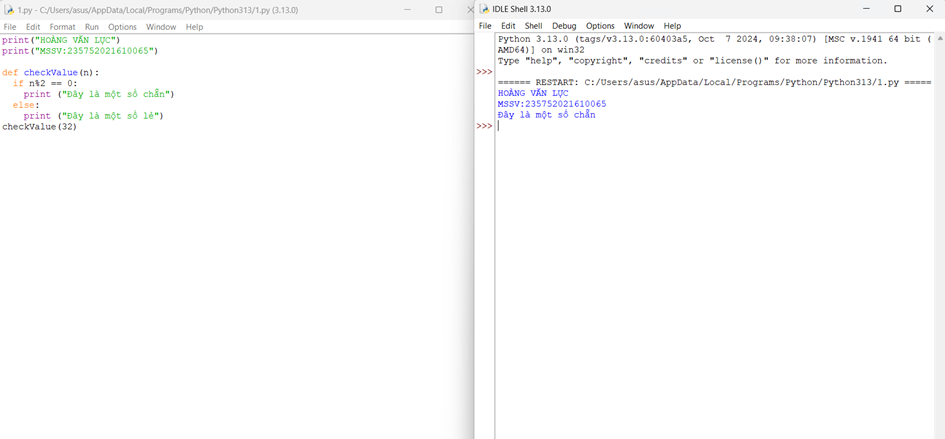 1.py - C:/Users/asus/AppData/Local/Programs/Python/Python313/1.py (3.13.0)
File Edit Format Run Options Window Help
print("HOÀNG VĂN LỰC")
print("MSSV:235752021610065")
def checkValue(n):
  if n%2 == 0:
    print ("Đây là một số chẵn")
  else:
    print ("Đây là một số lẻ")
checkValue(32)
IDLE Shell 3.13.0
File Edit Shell Debug Options Window Help
Python 3.13.0 (tags/v3.13.0:60403a5, Oct  7 2024, 09:38:07) [MSC v.1941 64 bit (
AMD64)] on win32
Type "help", "copyright", "credits" or "license()" for more information.
>>>
====== RESTART: C:/Users/asus/AppData/Local/Programs/Python/Python313/1.py =====
HOÀNG VĂN LỰC
MSSV:235752021610065
Đây là một số chẵn
>>>